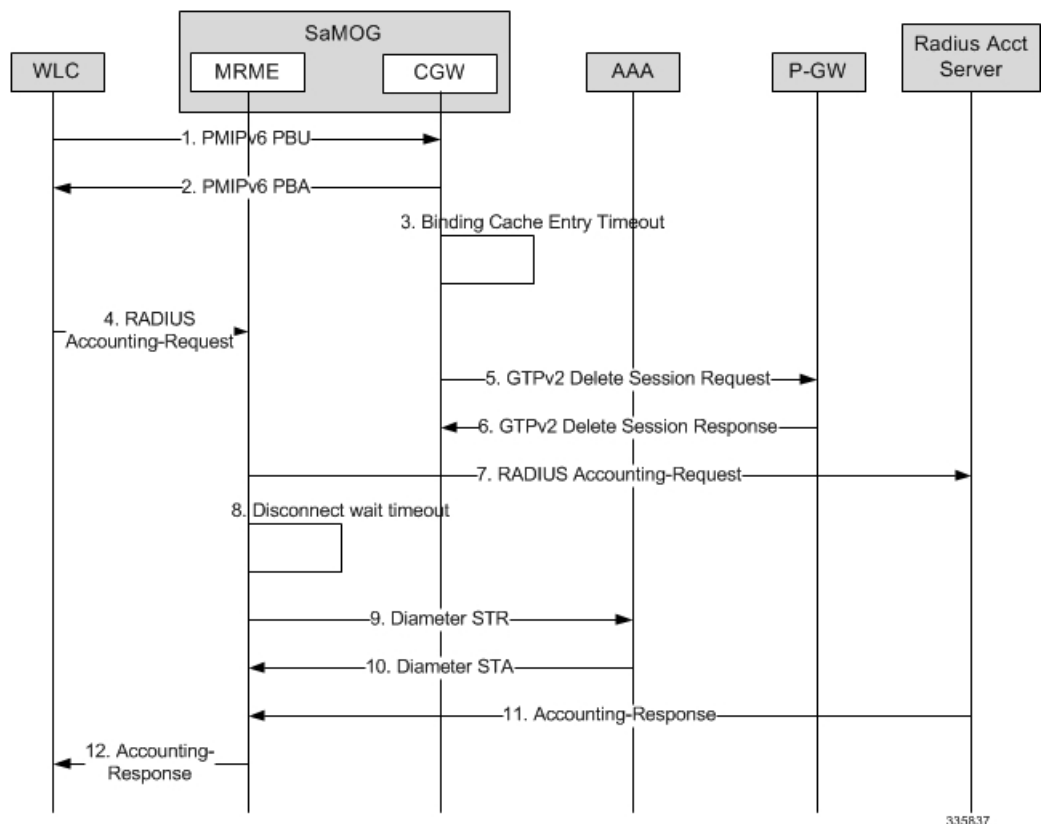 SaMOG
WLC
MRME
CGW
AAA
P-GW
Radius Acct
Server
1. PMIPv6 PBU
2. PMIPv6 PBA
3. Binding Cache Entry Timeout
4. RADIUS
Accounting-Request
5. GTPv2 Delete Session Request
6. GTPv2 Delete Session Response
7. RADIUS Accounting-Request
8. Disconnect wait timeout
9. Diameter STR
10. Diameter STA
11. Accounting-Response
12. Accounting-
Response
335837